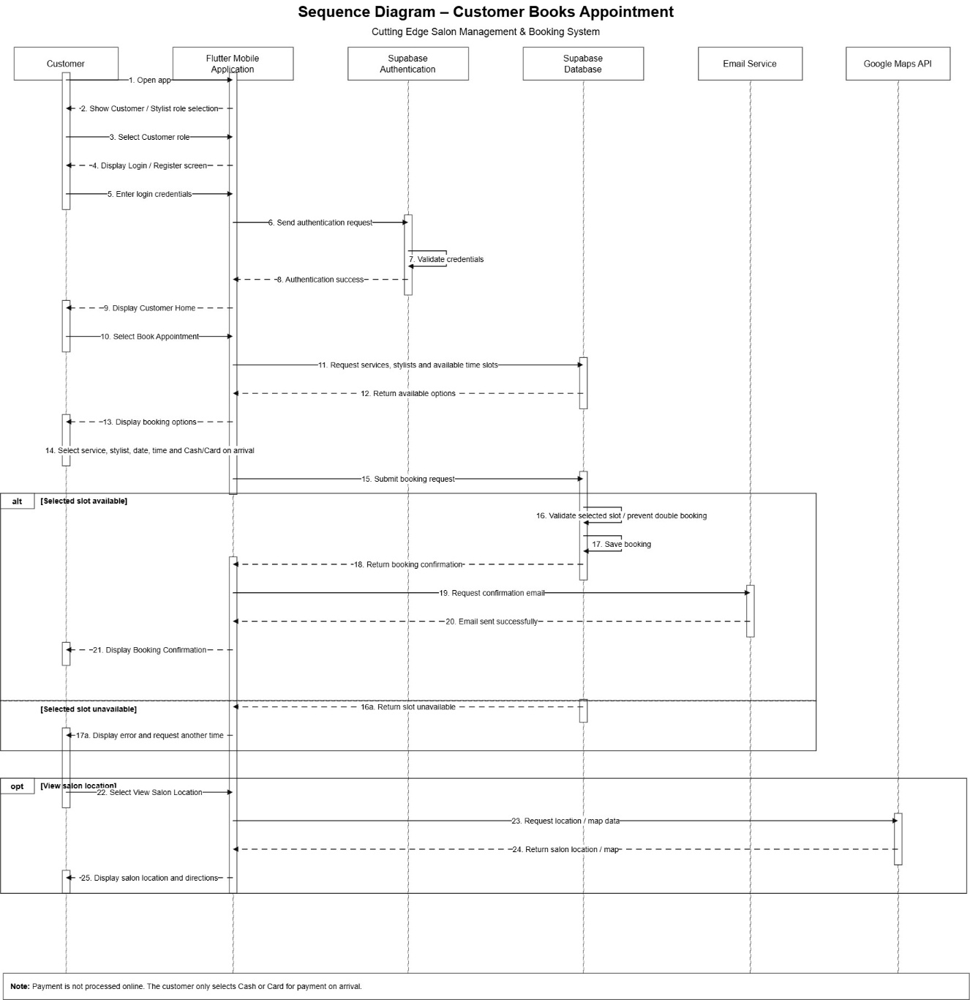 Sequence Diagram – Customer Books Appointment
Cutting Edge Salon Management & Booking System
Customer
Flutter Mobile
Application
Supabase
Authentication
Supabase
Database
Email Service
Google Maps API
1. Open app
2. Show Customer / Stylist role selection
3. Select Customer role
4. Display Login / Register screen
5. Enter login credentials
6. Send authentication request
7. Validate credentials
8. Authentication success
9. Display Customer Home
10. Select Book Appointment
11. Request services, stylists and available time slots
12. Return available options
13. Display booking options
14. Select service, stylist, date, time and Cash/Card on arrival
15. Submit booking request
alt
[Selected slot available]
16. Validate selected slot / prevent double booking
17. Save booking
18. Return booking confirmation
19. Request confirmation email
20. Email sent successfully
21. Display Booking Confirmation
[Selected slot unavailable]
16a. Return slot unavailable
17a. Display error and request another time
opt
[View salon location]
22. Select View Salon Location
23. Request location / map data
24. Return salon location / map
25. Display salon location and directions
Note: Payment is not processed online. The customer only selects Cash or Card for payment on arrival.